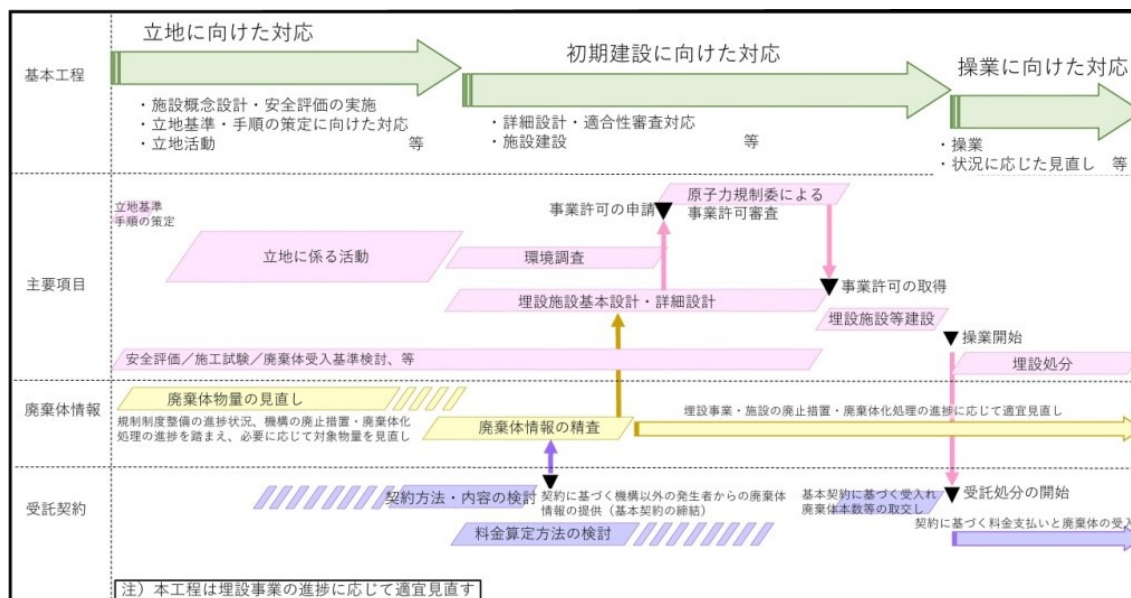 立地に向けた対応
初期建設に向けた対応
操業に向けた対応
基本工程
・施設概念設計・安全評価の実施
・立地基準・手順の策定に向けた対応
・立地活動 等
・詳細設計・適合性審査対応
・施設建設 等
・操業
・状況に応じた見直し 等
主要項目
立地基準
手順の策定
事業許可の申請
原子力規制委による
事業許可審査
立地に係る活動
環境調査
埋設施設基本設計・詳細設計
事業許可の取得
埋設施設等建設
操業開始
安全評価／施工試験／廃棄体受入基準検討、等
埋設処分
廃棄体情報
廃棄体物量の見直し
規制制度整備の進捗状況、機構の廃止措置・廃棄体化
処理の進捗を踏まえ、必要に応じて対象物量を見直し
廃棄体情報の精査
埋設事業・施設の廃止措置・廃棄体化処理の進捗に応じて適宜見直し
受託契約
契約方法・内容の検討
契約に基づく機構以外の発生者からの廃棄体
情報の提供（基本契約の締結）
基本契約に基づく受入れ
廃棄体本数等の取交し
受託処分の開始
料金算定方法の検討
契約に基づく料金支払いと廃棄体の受入
注）本工程は埋設事業の進捗に応じて適宜見直す